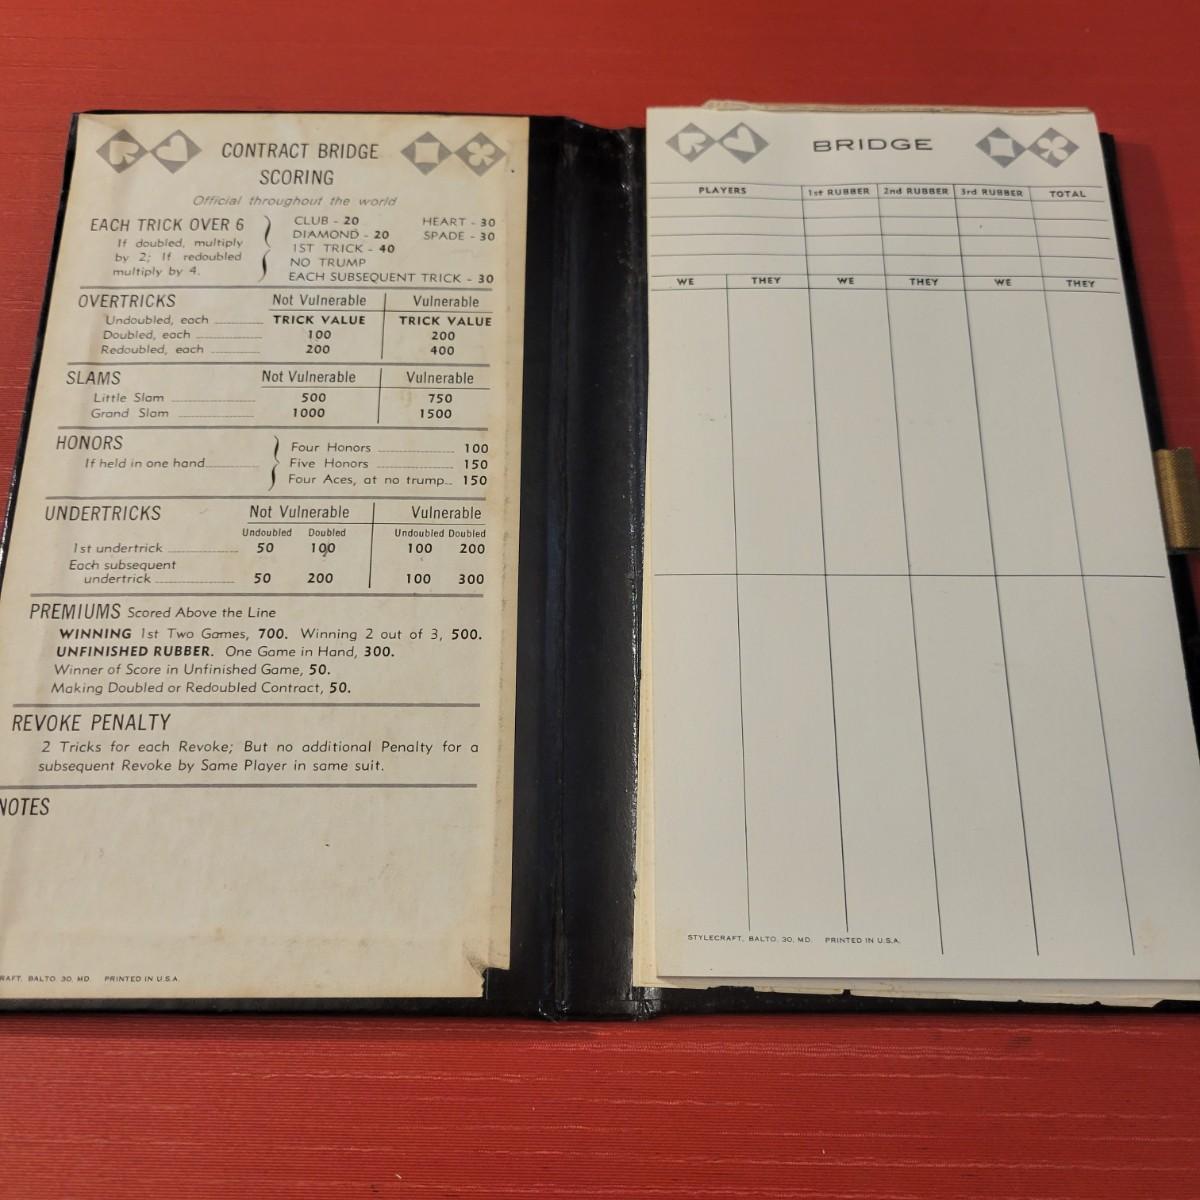 CONTRACT BRIDGE
SCORING
Official throughout the world
EACH TRICK OVER 6
If doubled, multiply
by 2; If redoubled
multiply by 4.
CLUB - 20 HEART - 30
DIAMOND - 20 SPADE - 30
1ST TRICK - 40
NO TRUMP
EACH SUBSEQUENT TRICK - 30
OVERTRICKS Not Vulnerable Vulnerable
Undoubled, each TRICK VALUE TRICK VALUE
Doubled, each 100 200
Redoubled, each 200 400
SLAMS Not Vulnerable Vulnerable
Little Slam 500 750
Grand Slam 1000 1500
HONORS
If held in one hand
Four Honors 100
Five Honors 150
Four Aces, at no trump 150
UNDERTRICKS Not Vulnerable Vulnerable
Undoubled Doubled Undoubled Doubled
1st undertrick 50 100 100 200
Each subsequent
undertrick 50 200 100 300
PREMIUMS Scored Above the Line
WINNING 1st Two Games, 700. Winning 2 out of 3, 500.
UNFINISHED RUBBER. One Game in Hand, 300.
Winner of Score in Unfinished Game, 50.
Making Doubled or Redoubled Contract, 50.
REVOKE PENALTY
2 Tricks for each Revoke; But no additional Penalty for a
subsequent Revoke by Same Player in same suit.
NOTES
RAFT, BALTO. 30, MD. PRINTED IN U.S.A.
BRIDGE
PLAYERS 1st RUBBER 2nd RUBBER 3rd RUBBER TOTAL
WE THEY WE THEY WE THEY
STYLECRAFT, BALTO. 30, MD. PRINTED IN U.S.A.